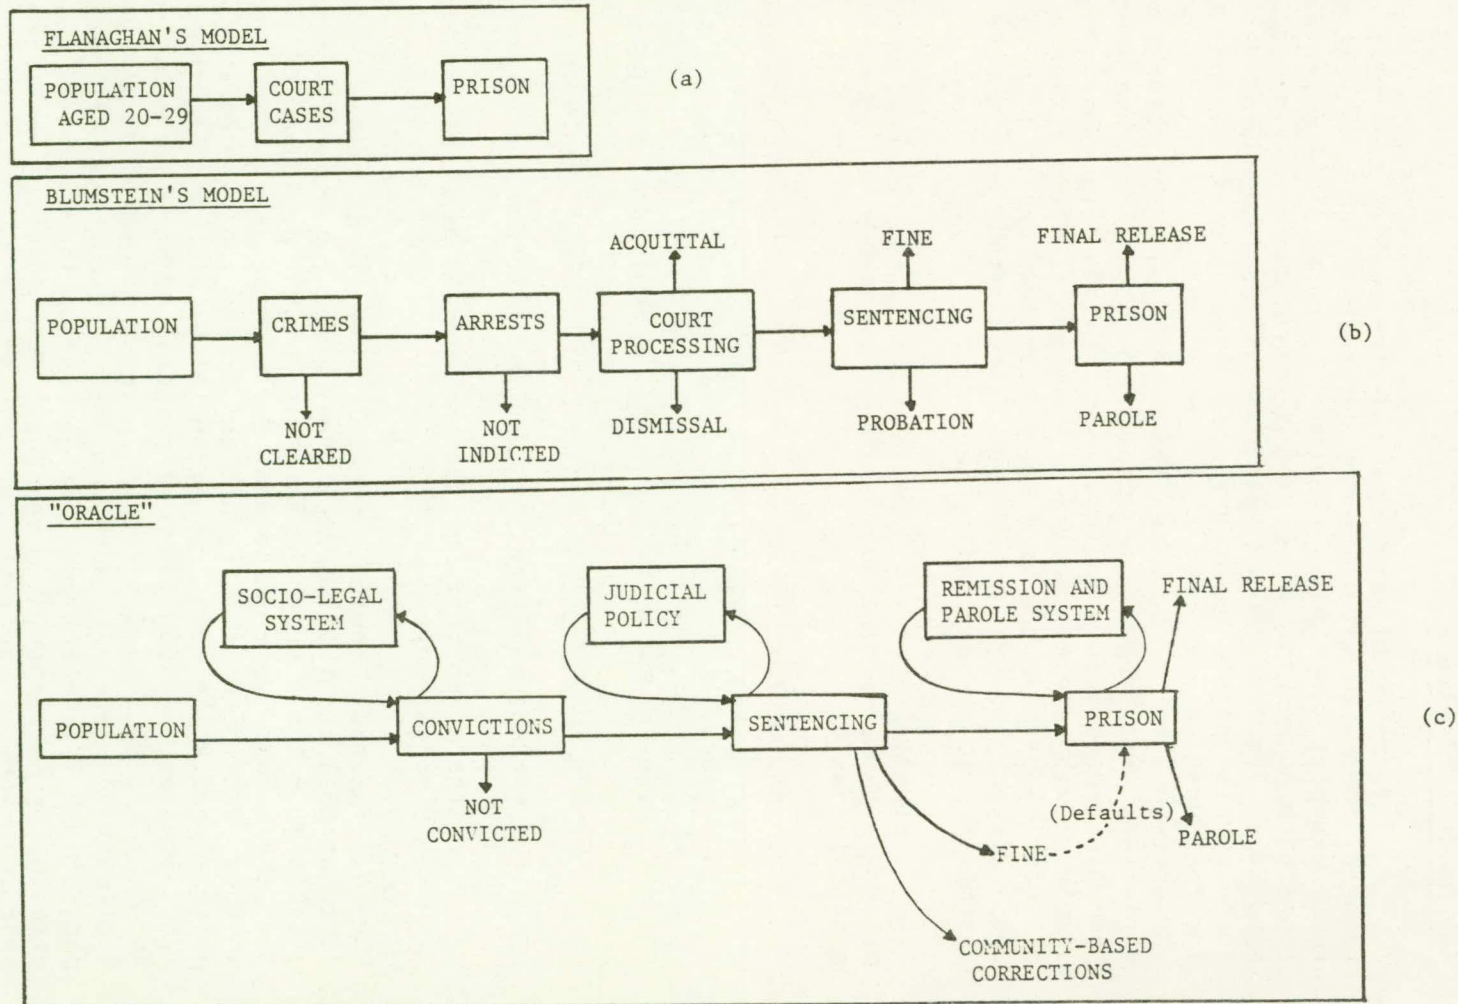 FLANAGHAN'S MODEL
POPULATION
AGED 20-29
COURT
CASES
PRISON
(a)
BLUMSTEIN'S MODEL
ACQUITTAL
FINE
FINAL RELEASE
POPULATION
CRIMES
ARRESTS
COURT
PROCESSING
SENTENCING
PRISON
(b)
NOT
CLEARED
NOT
INDICTED
DISMISSAL
PROBATION
PAROLE
"ORACLE"
SOCIO-LEGAL
SYSTEM
JUDICIAL
POLICY
REMISSION AND
PAROLE SYSTEM
FINAL RELEASE
POPULATION
CONVICTIONS
SENTENCING
PRISON
(c)
NOT
CONVICTED
(Defaults)
FINE
PAROLE
COMMUNITY-BASED
CORRECTIONS